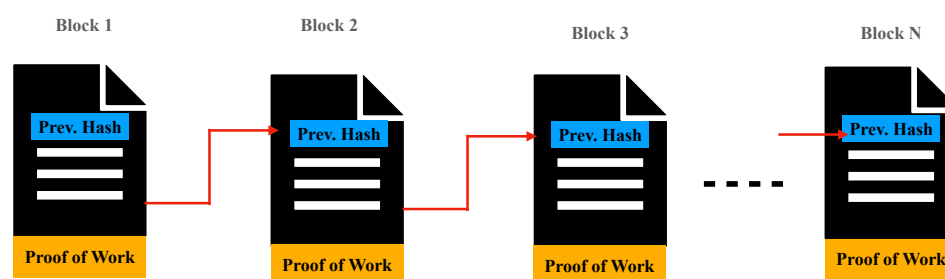 Block 1
Block 2
Block 3
Block N
Prev. Hash
Prev. Hash
Prev. Hash
Prev. Hash
Proof of Work
Proof of Work
Proof of Work
Proof of Work